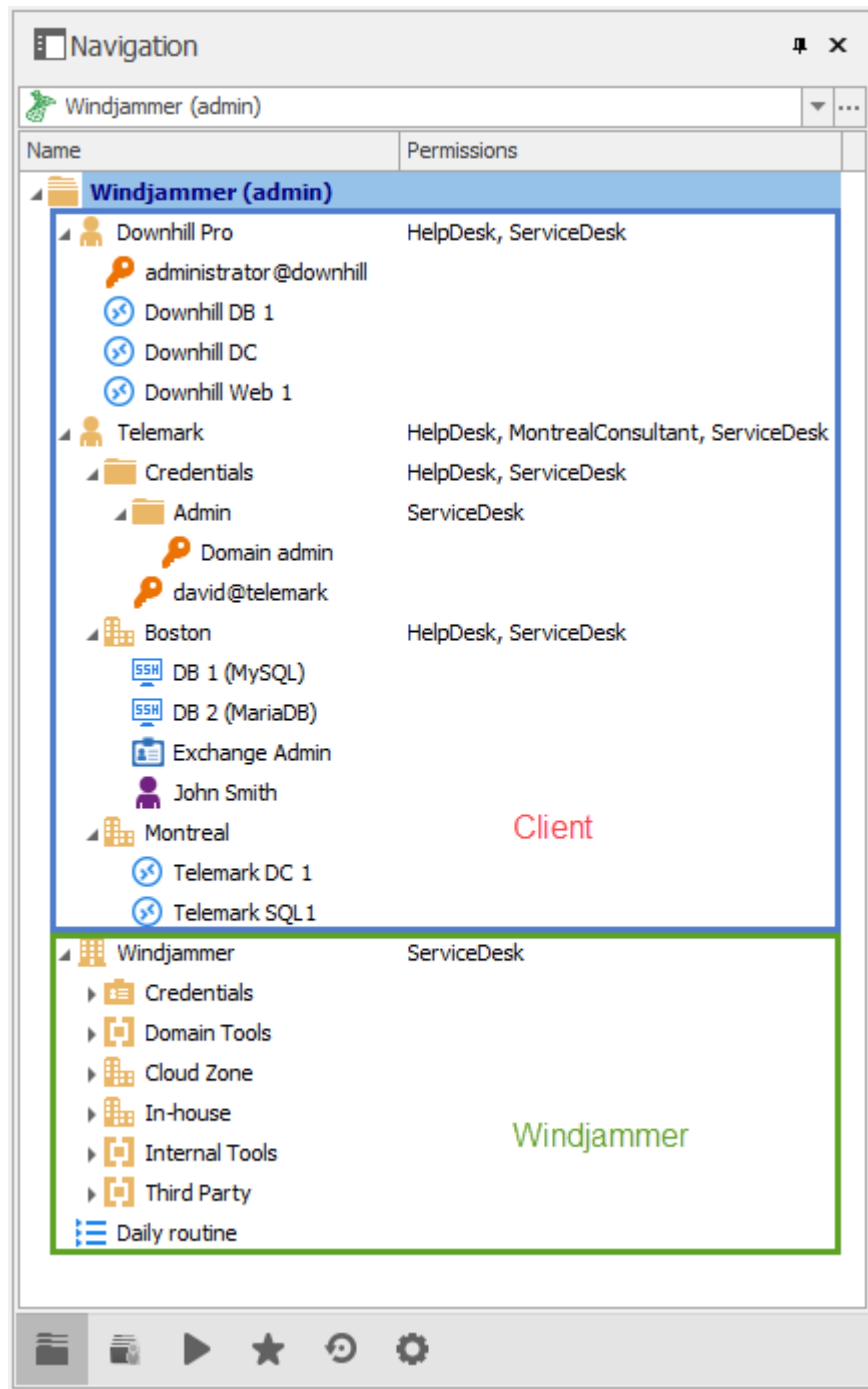 Navigation
Windjammer (admin)
Name Permissions
Windjammer (admin)
Downhill Pro HelpDesk, ServiceDesk
administrator@downhill
Downhill DB 1
Downhill DC
Downhill Web 1
Telemark HelpDesk, MontrealConsultant, ServiceDesk
Credentials HelpDesk, ServiceDesk
Admin ServiceDesk
Domain admin
david@telemark
Boston HelpDesk, ServiceDesk
SSH DB 1 (MySQL)
SSH DB 2 (MariaDB)
Exchange Admin
John Smith
Montreal Client
Telemark DC 1
Telemark SQL1
Windjammer ServiceDesk
Credentials
Domain Tools
Cloud Zone
In-house Windjammer
Internal Tools
Third Party
Daily routine